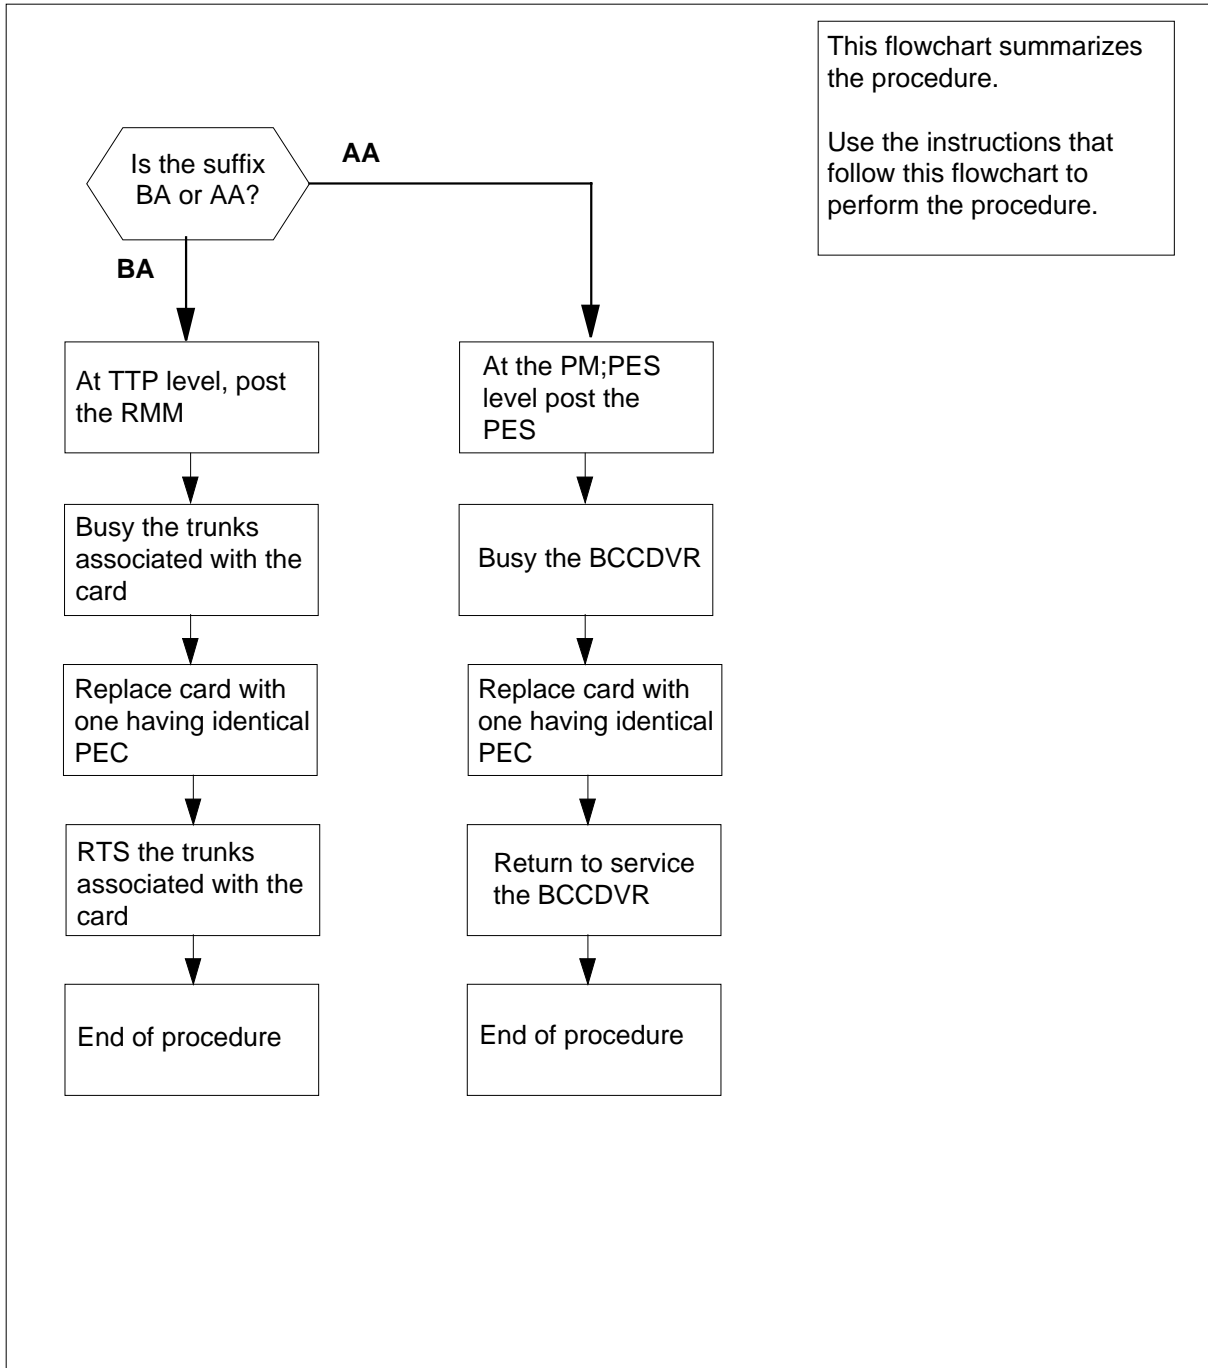 This flowchart summarizes
the procedure.
Use the instructions that
follow this flowchart to
perform the procedure.
Is the suffix
BA or AA?
AA
BA
At TTP level, post
the RMM
Busy the trunks
associated with the
card
Replace card with
one having identical
PEC
RTS the trunks
associated with the
card
End of procedure
At the PM;PES
level post the
PES
Busy the BCCDVR
Replace card with
one having identical
PEC
Return to service
the BCCDVR
End of procedure